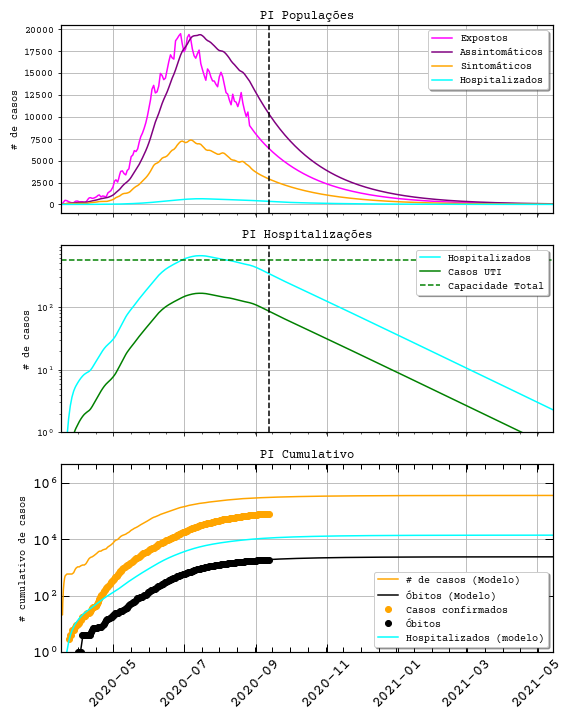 PI Populações
# de casos
20000
17500
15000
12500
10000
7500
5000
2500
0
Expostos
Assintomáticos
Sintomáticos
Hospitalizados
PI Hospitalizações
# de casos
10²
10¹
10⁰
Hospitalizados
Casos UTI
Capacidade Total
PI Cumulativo
# cumulativo de casos
10⁶
10⁴
10²
10⁰
# de casos (Modelo)
Óbitos (Modelo)
Casos confirmados
Óbitos
Hospitalizados (modelo)
2020-05
2020-07
2020-09
2020-11
2021-01
2021-03
2021-05